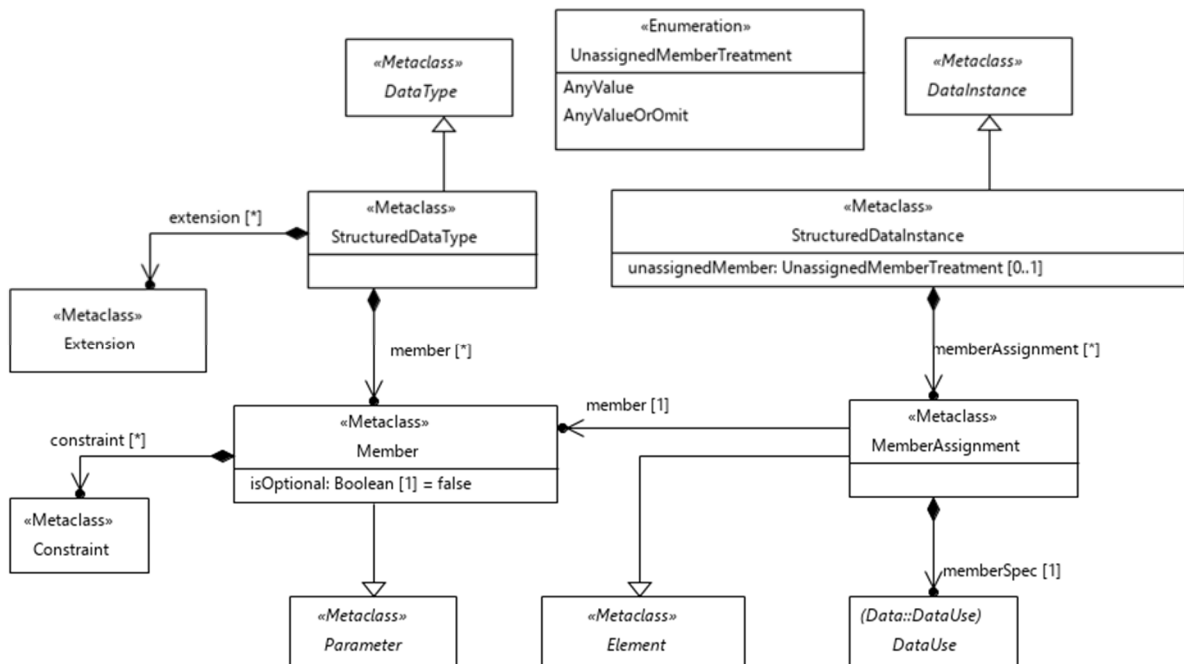 «Enumeration»
UnassignedMemberTreatment
AnyValue
AnyValueOrOmit
«Metaclass»
DataType
«Metaclass»
DataInstance
«Metaclass»
StructuredDataType
«Metaclass»
StructuredDataInstance
unassignedMember: UnassignedMemberTreatment [0..1]
extension [*]
«Metaclass»
Extension
member [*]
memberAssignment [*]
«Metaclass»
Member
isOptional: Boolean [1] = false
member [1]
«Metaclass»
MemberAssignment
constraint [*]
«Metaclass»
Constraint
memberSpec [1]
«Metaclass»
Parameter
«Metaclass»
Element
(Data::DataUse)
DataUse